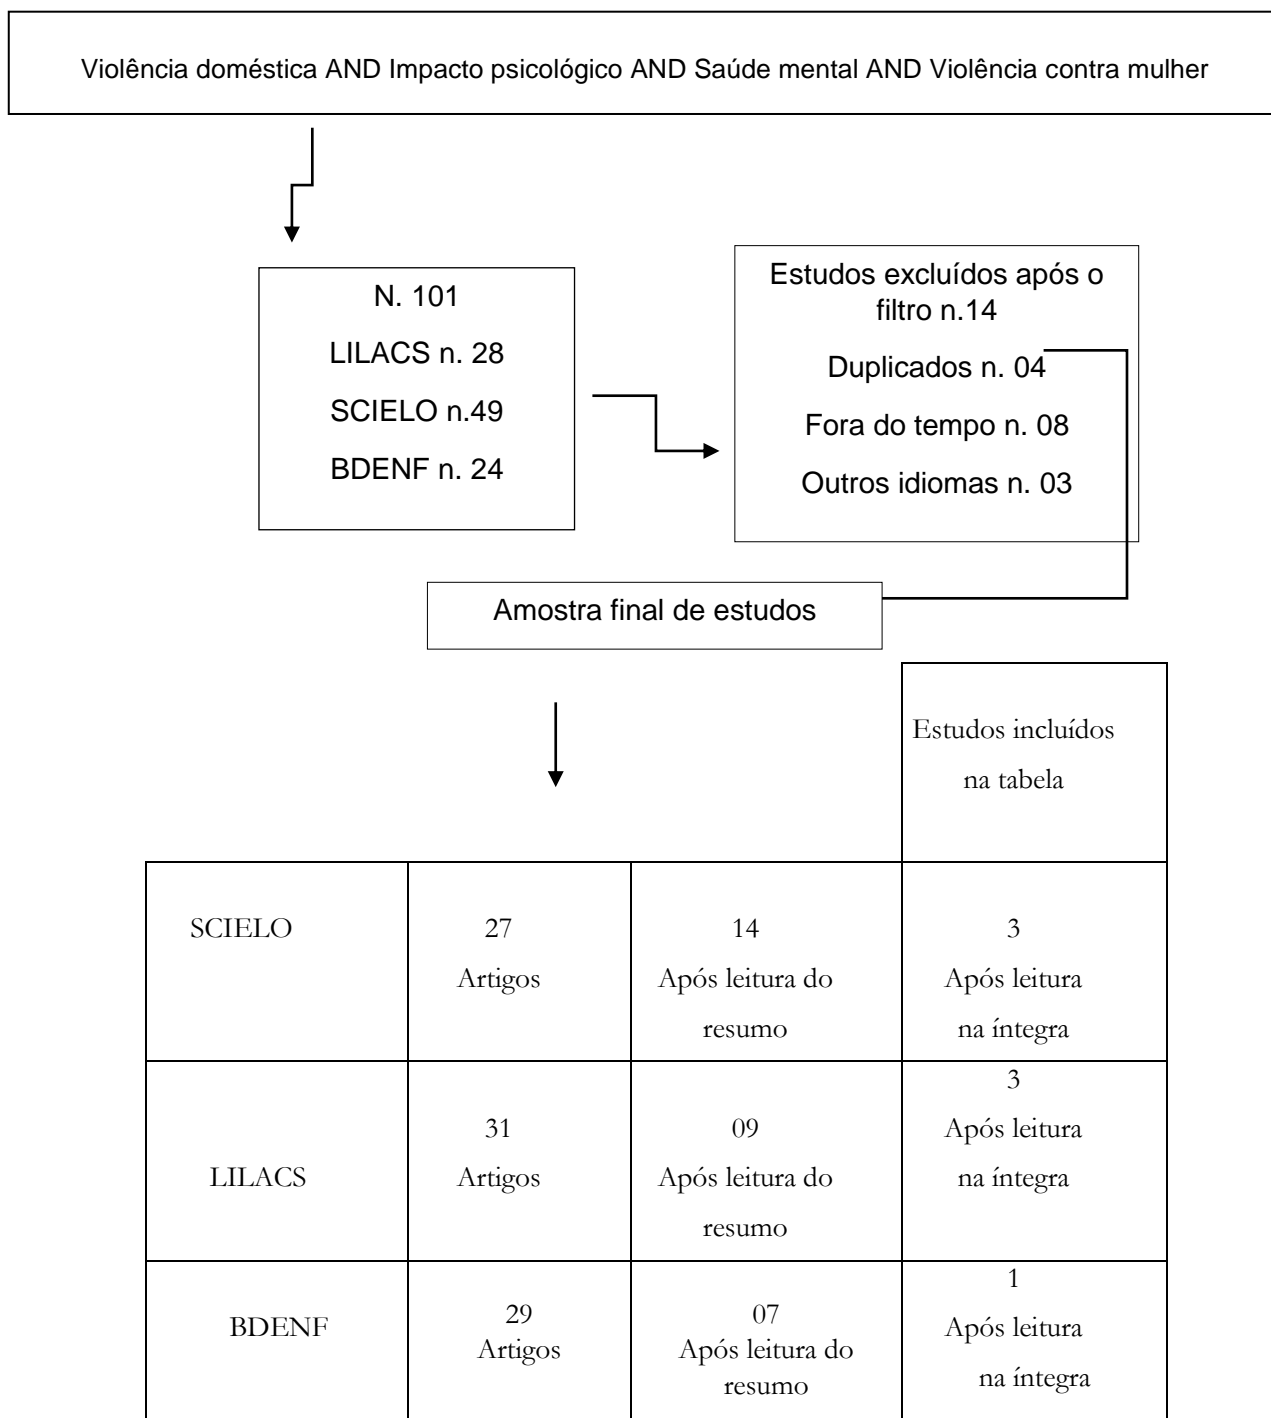 Violência doméstica AND Impacto psicológico AND Saúde mental AND Violência contra mulher
N. 101
LILACS n. 28
SCIELO n.49
BDENF n. 24
Estudos excluídos após o
filtro n.14
Duplicados n. 04
Fora do tempo n. 08
Outros idiomas n. 03
Amostra final de estudos
Estudos incluídos
na tabela
SCIELO
27
Artigos
14
Após leitura do
resumo
3
Após leitura
na íntegra
LILACS
31
Artigos
09
Após leitura do
resumo
3
Após leitura
na íntegra
BDENF
29
Artigos
07
Após leitura do
resumo
1
Após leitura
na íntegra